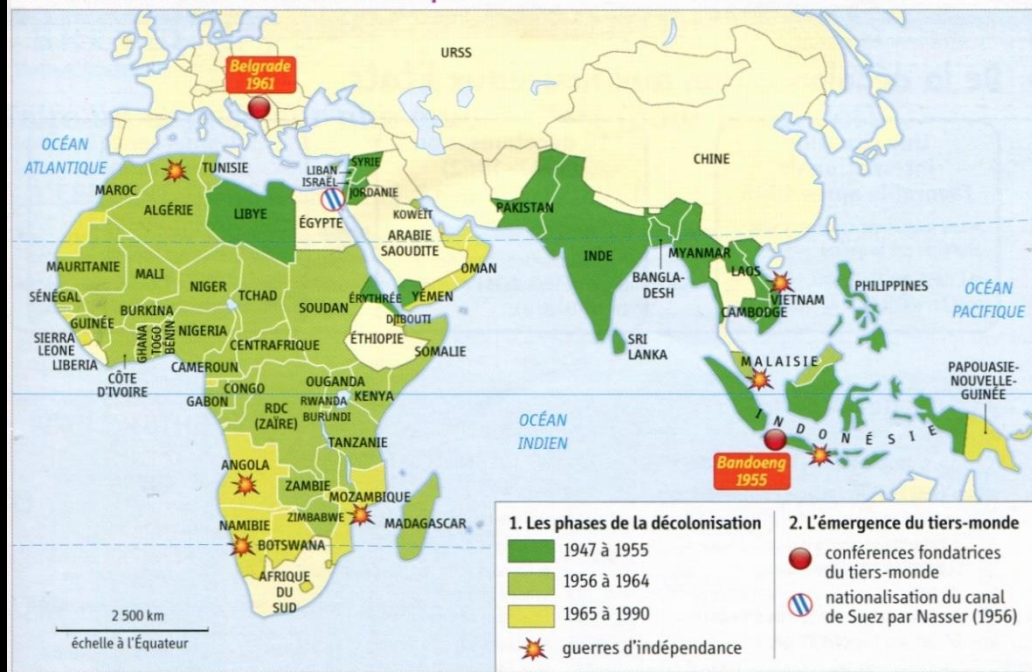 Belgrade
1961
URSS
OCÉAN
ATLANTIQUE
CHINE
TUNISIE
LIBAN
SYRIE
ISRAËL
JORDANIE
MAROC
ALGÉRIE
LIBYE
ÉGYPTE
KOWEÏT
PAKISTAN
ARABIE
SAOUDITE
INDE
MYANMAR
LAOS
OMAN
BANGLA-
DESH
MAURITANIE
MALI
NIGER
TCHAD
SOUDAN
ÉRYTHRÉE
YÉMEN
PHILIPPINES
OCÉAN
PACIFIQUE
VIETNAM
CAMBODGE
SÉNÉGAL
BURKINA
DJIBOUTI
GUINÉE
NIGERIA
SIERRA
LEONE
LIBERIA
GHANA
TOGO
BÉNIN
CENTRAFRIQUE
ÉTHIOPIE
SOMALIE
SRI
LANKA
CÔTE
D'IVOIRE
CAMEROUN
MALAISIE
PAPOUASIE-
NOUVELLE-
GUINÉE
GABON
CONGO
OUGANDA
KENYA
RWANDA
BURUNDI
RDC
(ZAÏRE)
OCÉAN
INDIEN
INDONÉSIE
TANZANIE
Bandoeng
1955
ANGOLA
ZAMBIE
MOZAMBIQUE
ZIMBABWE
MADAGASCAR
NAMIBIE
BOTSWANA
AFRIQUE
DU
SUD
2 500 km
échelle à l'Équateur
1. Les phases de la décolonisation
1947 à 1955
1956 à 1964
1965 à 1990
guerres d'indépendance
2. L'émergence du tiers-monde
conférences fondatrices
du tiers-monde
nationalisation du canal
de Suez par Nasser (1956)